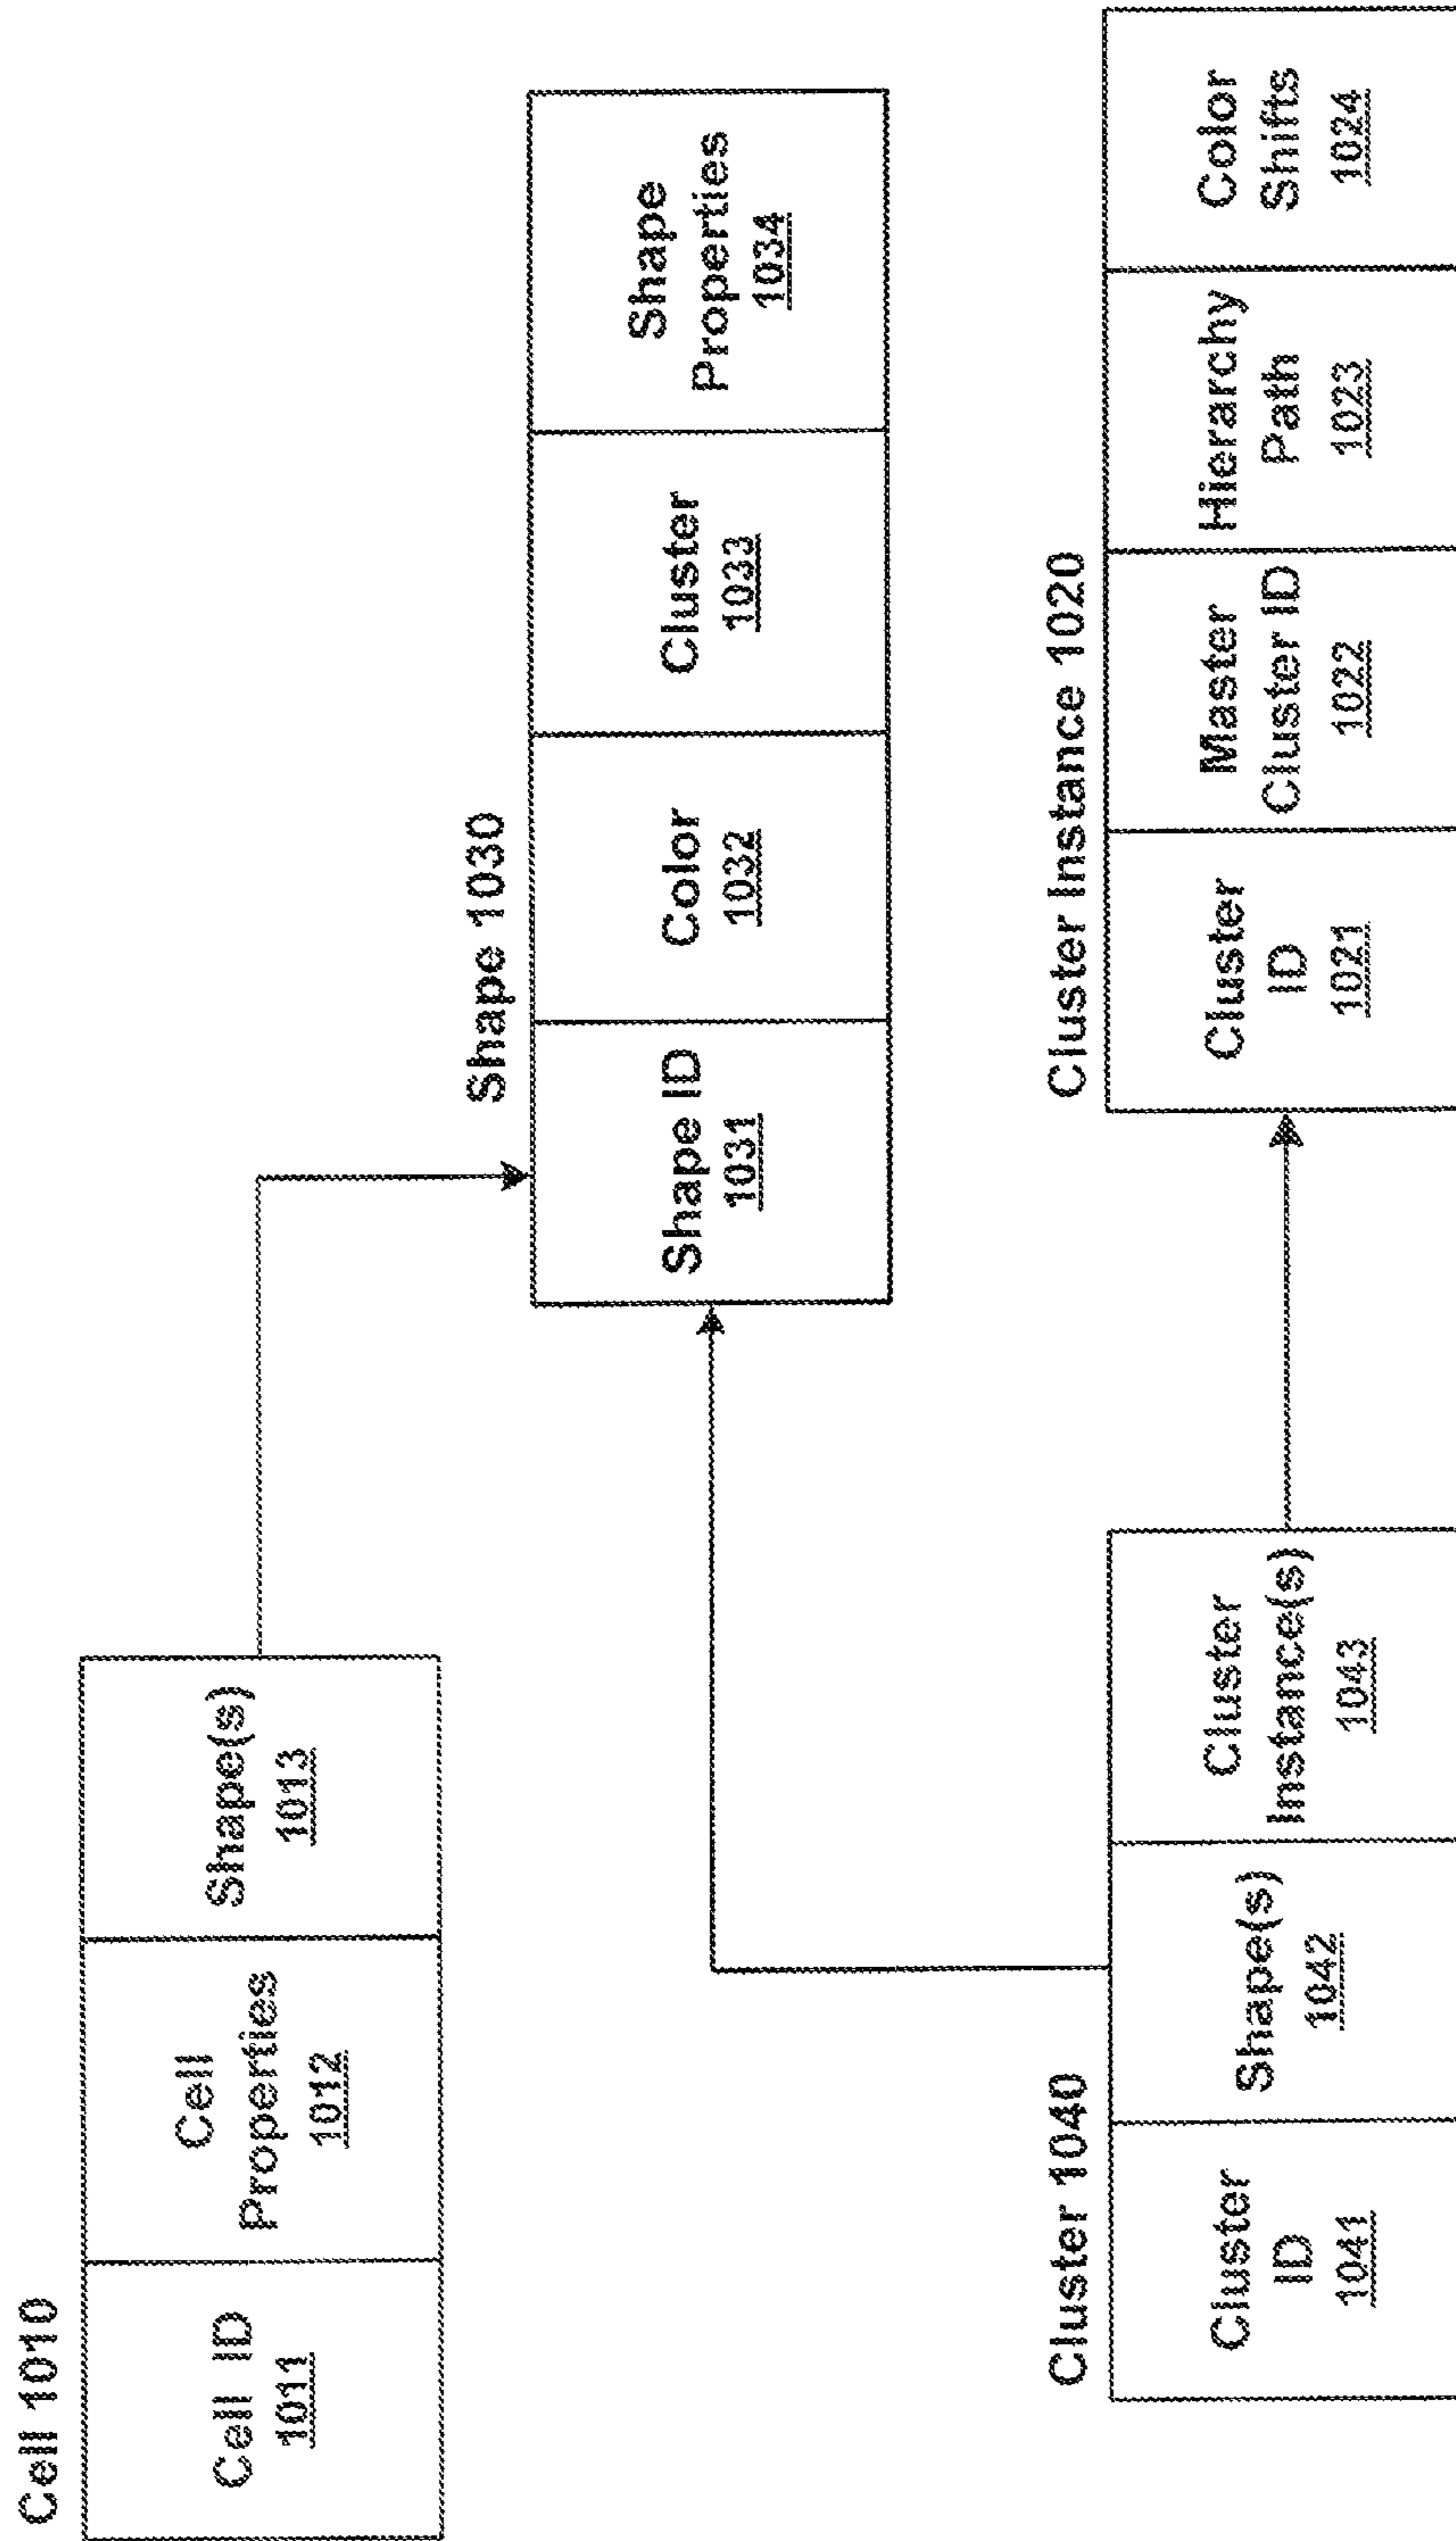 Cell 1010
Cell ID
1011
Cell
Properties
1012
Shape(s)
1013
Shape 1030
Shape ID
1031
Color
1032
Cluster
1033
Shape
Properties
1034
Cluster 1040
Cluster
ID
1041
Shape(s)
1042
Cluster
Instance(s)
1043
Cluster Instance 1020
Cluster
ID
1021
Master
Cluster ID
1022
Hierarchy
Path
1023
Color
Shifts
1024